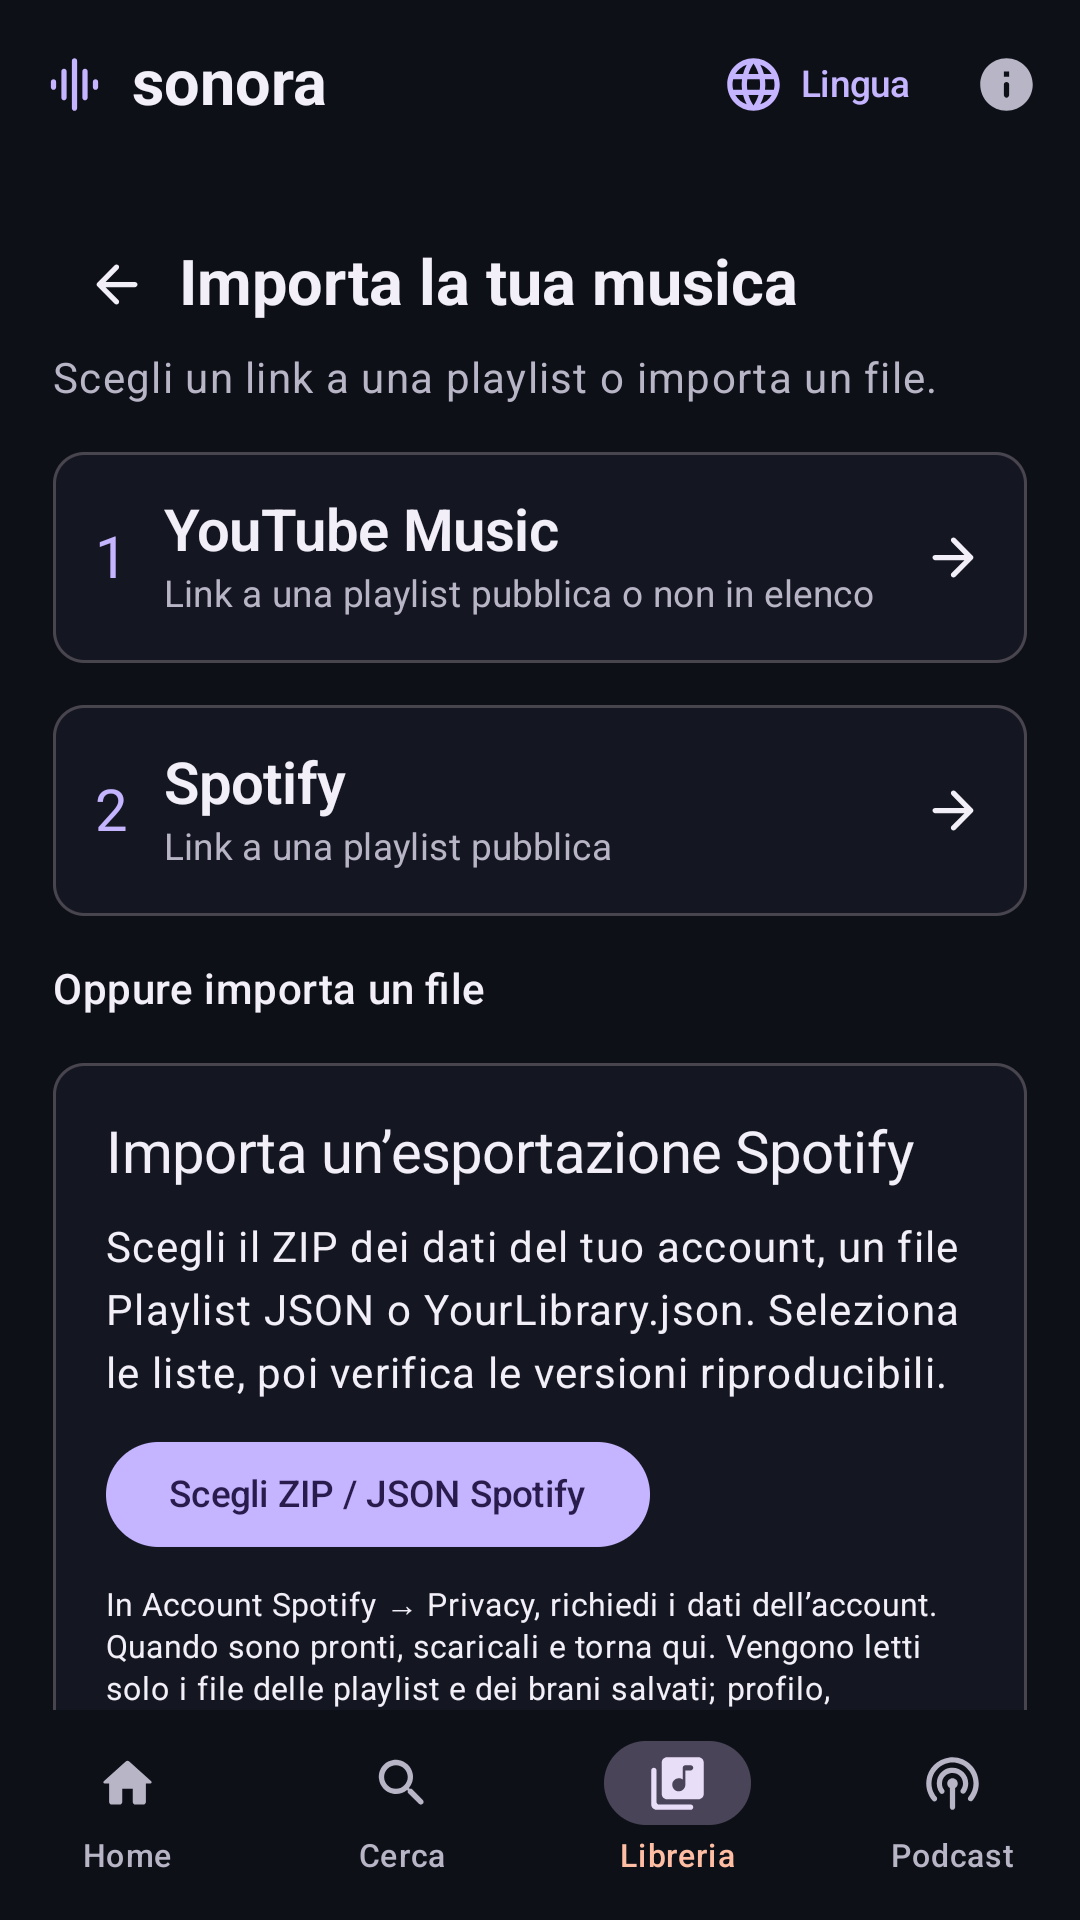 sonora
Lingua
Importa la tua musica
Scegli un link a una playlist o importa un file.
1
YouTube Music
Link a una playlist pubblica o non in elenco
2
Spotify
Link a una playlist pubblica
Oppure importa un file
Importa un’esportazione Spotify
Scegli il ZIP dei dati del tuo account, un file
Playlist JSON o YourLibrary.json. Seleziona
le liste, poi verifica le versioni riproducibili.
Scegli ZIP / JSON Spotify
In Account Spotify → Privacy, richiedi i dati dell’account.
Quando sono pronti, scaricali e torna qui. Vengono letti
solo i file delle playlist e dei brani salvati; profilo,
Home
Cerca
Libreria
Podcast